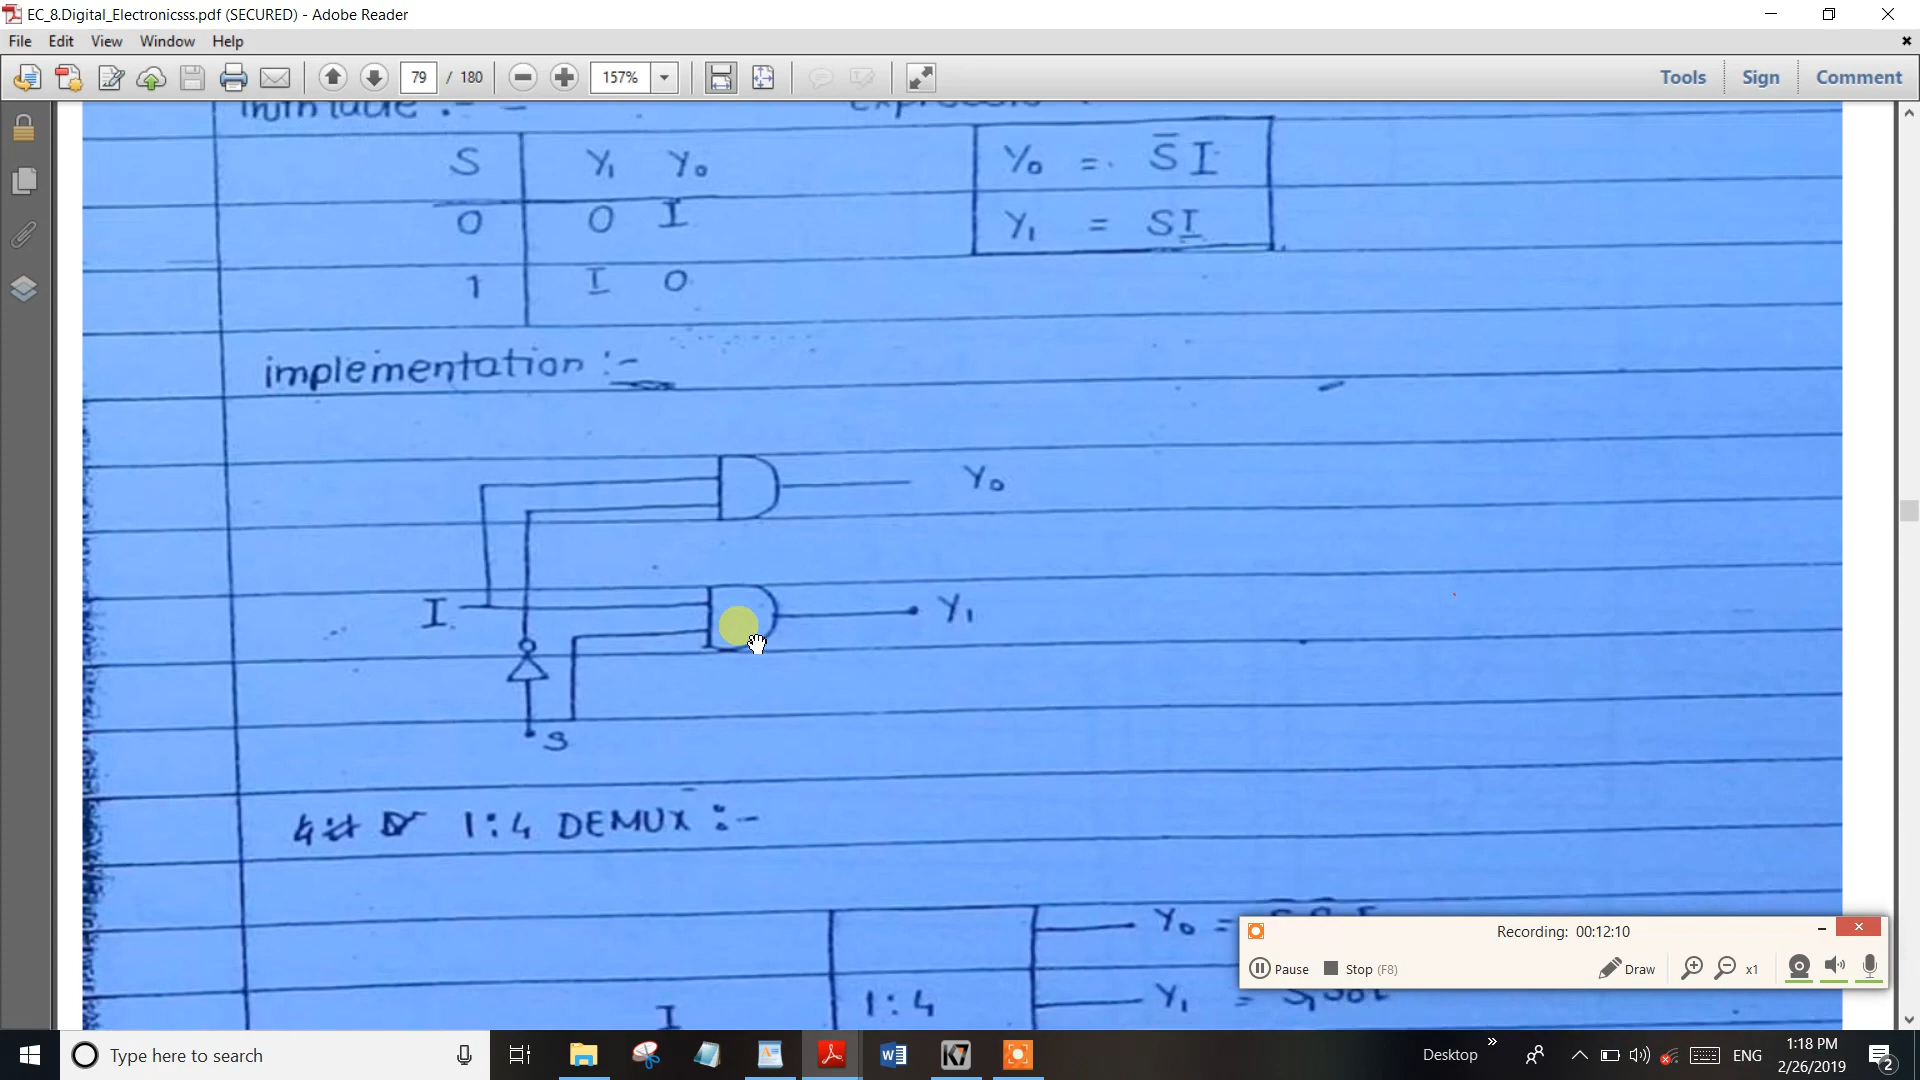 EC_8.Digital_Electronicsss.pdf (SECURED) - Adobe Reader
File Edit View Window Help
79 / 180 157% Tools Sign Comment
S Y₁ Y₀
0 0 I
1 I 0
Y₀ = S̅ I
Y₁ = SI
implementation :-
Y₀
I Y₁
S
1:4 DEMUX :-
Y₀ =
Y₁ =
I 1:4
Recording: 00:12:10
Pause Stop (F8) Draw x1
Type here to search
Desktop » ENG 1:18 PM
2/26/2019 2